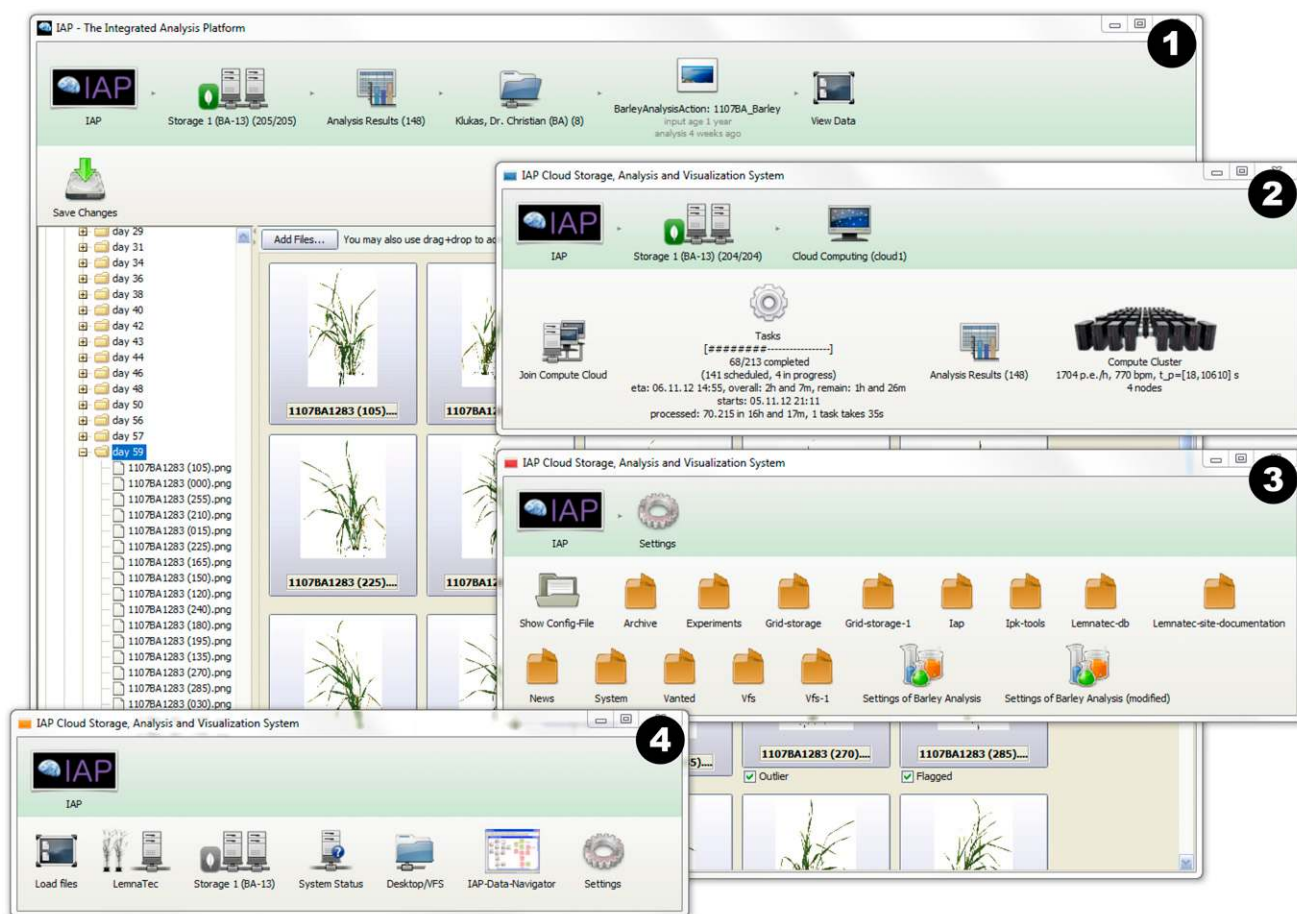 IAP - The Integrated Analysis Platform
1
IAP
IAP
Storage 1 (BA-13) (205/205)
Analysis Results (148)
Klukas, Dr. Christian (BA) (8)
BarleyAnalysisAction: 1107BA_Barley
input age 1 year
analysis 4 weeks ago
View Data
Save Changes
day 29
day 31
day 34
day 36
day 38
day 40
day 42
day 43
day 44
day 46
day 48
day 50
day 56
day 57
day 59
1107BA1283 (105).png
1107BA1283 (000).png
1107BA1283 (255).png
1107BA1283 (210).png
1107BA1283 (015).png
1107BA1283 (225).png
1107BA1283 (165).png
1107BA1283 (150).png
1107BA1283 (120).png
1107BA1283 (240).png
1107BA1283 (180).png
1107BA1283 (195).png
1107BA1283 (135).png
1107BA1283 (270).png
1107BA1283 (285).png
1107BA1283 (030).png
Add Files...
You may also use drag+drop to
1107BA1283 (105)....
1107BA1283 (225)....
1107BA1283 (270)....
1107BA1283 (285)....
Outlier
Flagged
IAP Cloud Storage, Analysis and Visualization System
2
IAP
IAP
Storage 1 (BA-13) (204/204)
Cloud Computing (cloud1)
Join Compute Cloud
Tasks
[########----------------]
68/213 completed
(141 scheduled, 4 in progress)
eta: 06.11.12 14:55, overall: 2h and 7m, remain: 1h and 26m
starts: 05.11.12 21:11
processed: 70.215 in 16h and 17m, 1 task takes 35s
Analysis Results (148)
Compute Cluster
1704 p.e./h, 770 bpm, t_p=[18,10610] s
4 nodes
IAP Cloud Storage, Analysis and Visualization System
3
IAP
IAP
Settings
Show Config-File
Archive
Experiments
Grid-storage
Grid-storage-1
Iap
Ipk-tools
Lemnatec-db
Lemnatec-site-documentation
News
System
Vanted
Vfs
Vfs-1
Settings of Barley Analysis
Settings of Barley Analysis (modified)
IAP Cloud Storage, Analysis and Visualization System
4
IAP
IAP
Load files
LemnaTec
Storage 1 (BA-13)
System Status
Desktop/VFS
IAP-Data-Navigator
Settings